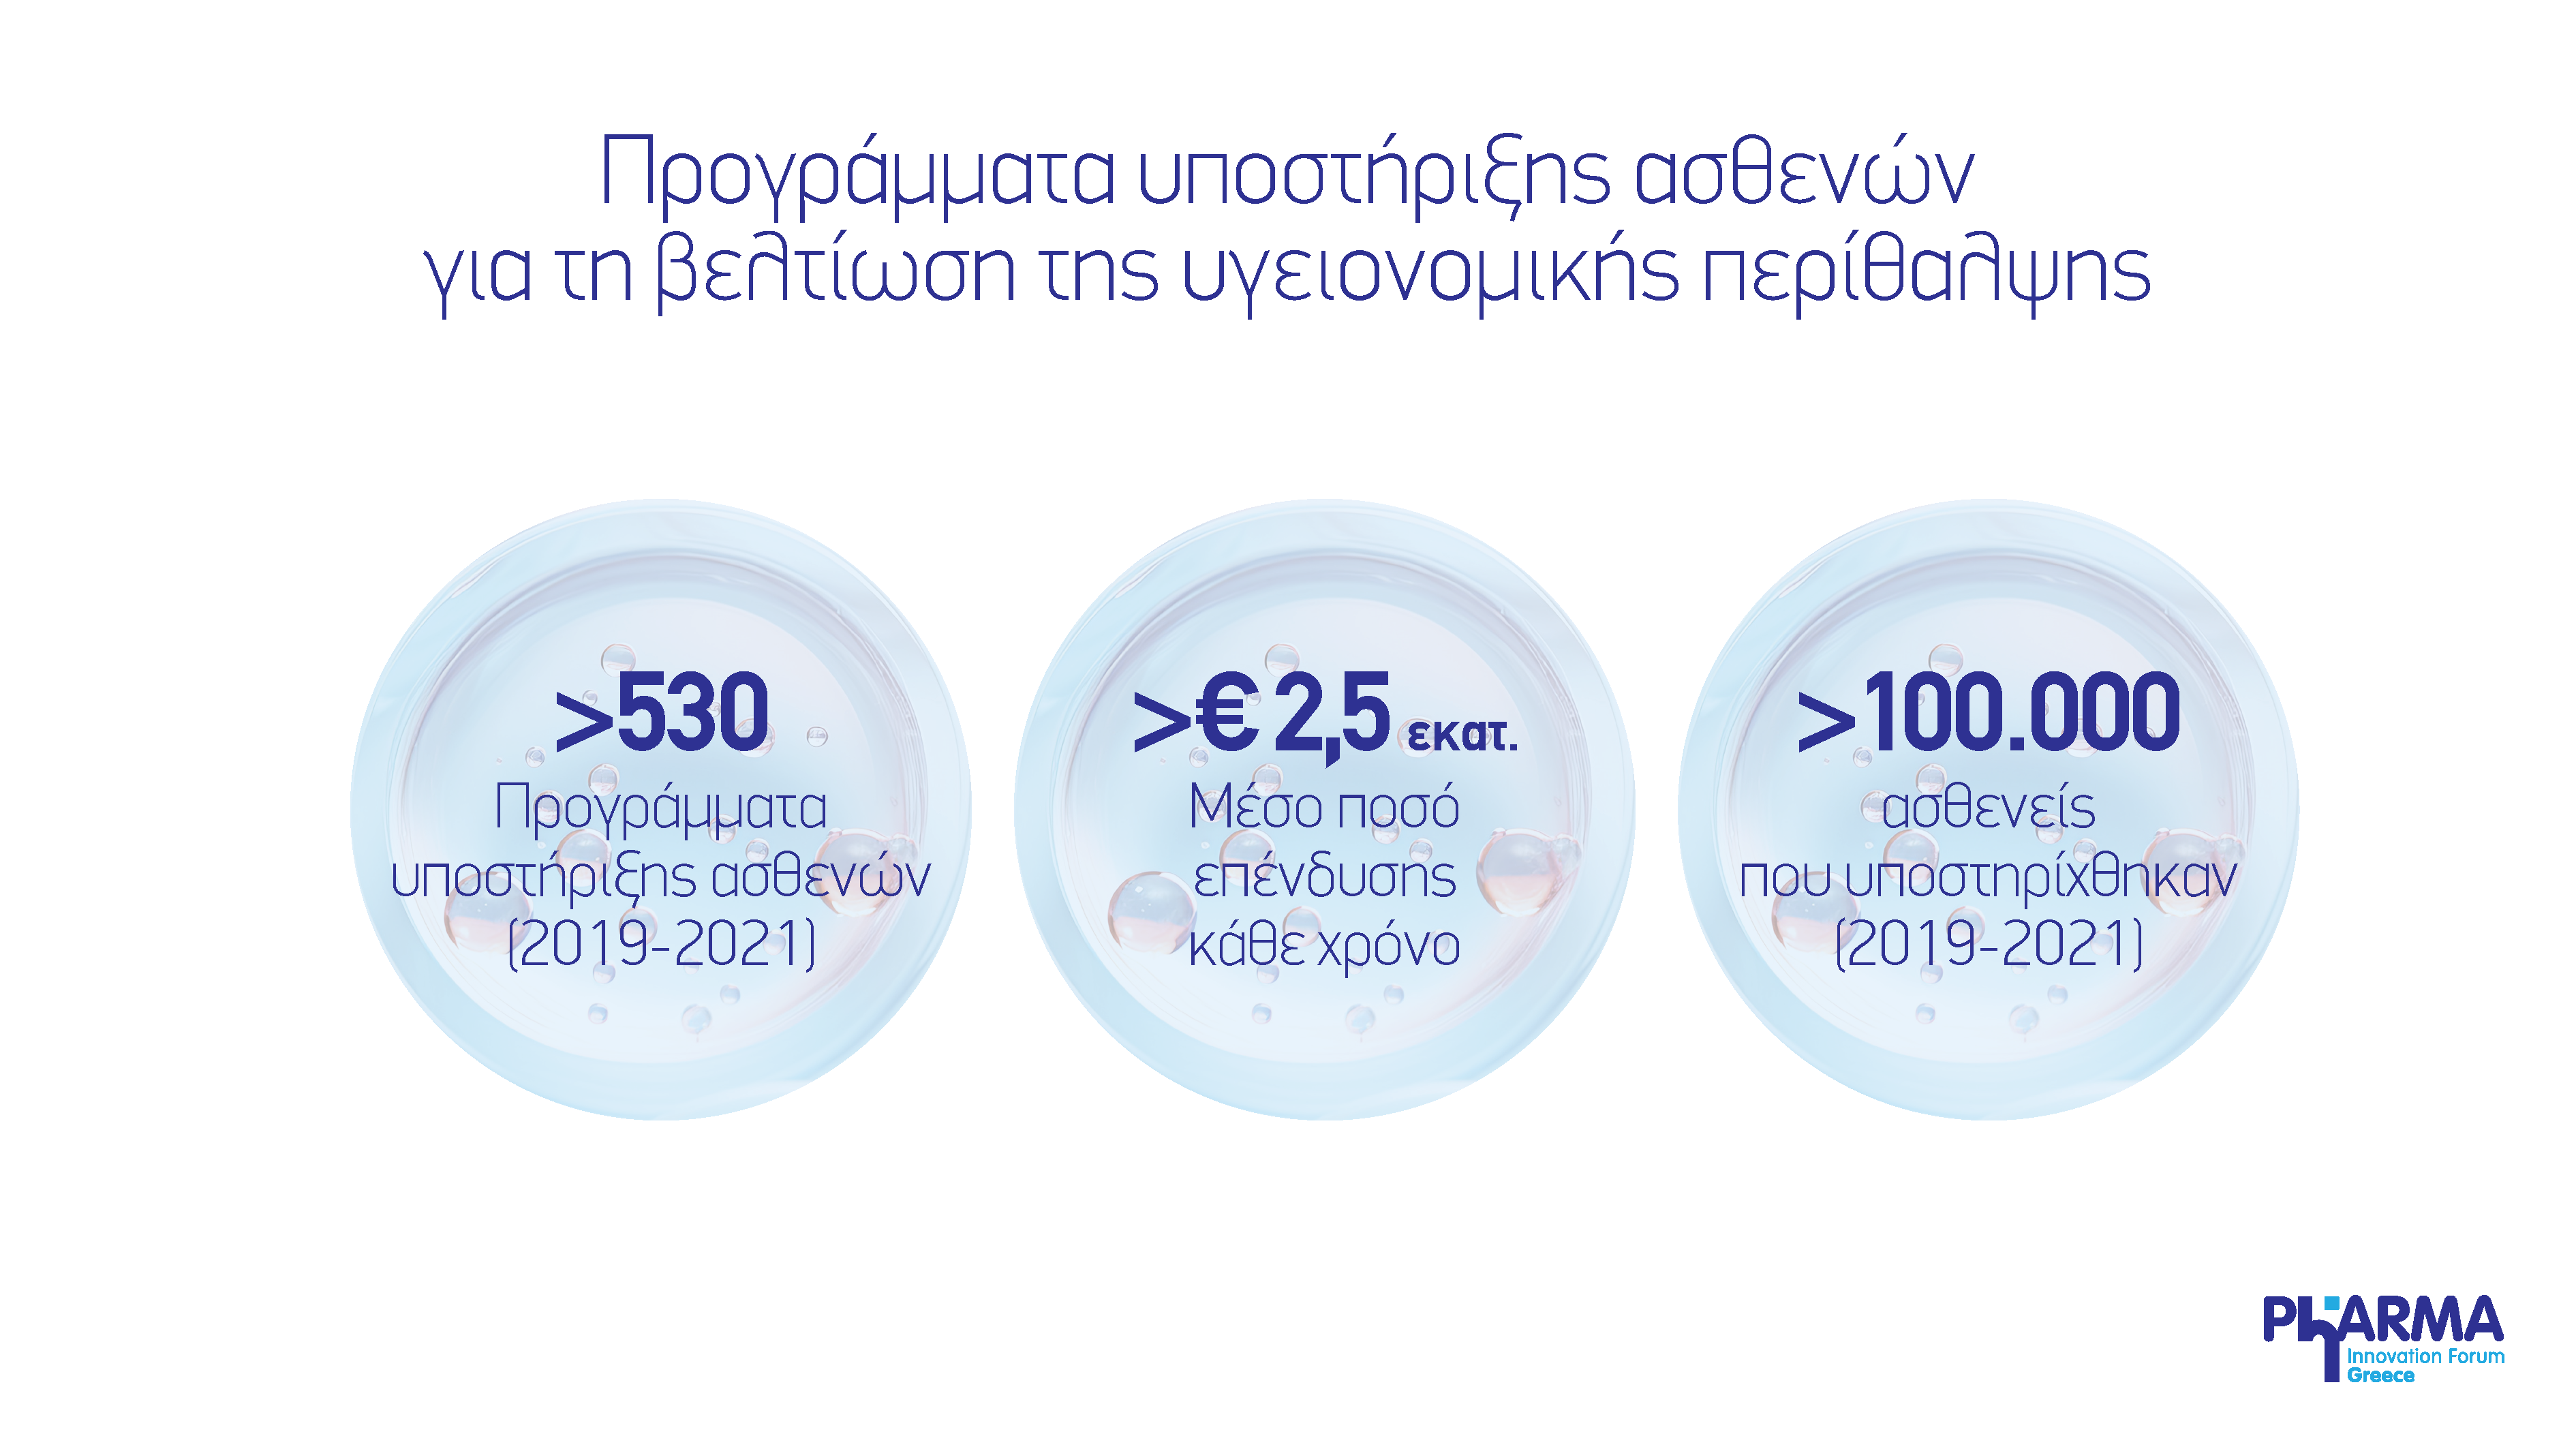 Προγράμματα υποστήριξης ασθενών
για τη βελτίωση της υγειονομικής περίθαλψης
>530
Προγράμματα
υποστήριξης ασθενών
(2019-2021)
>€ 2,5 εκατ.
Μέσο ποσό
επένδυσης
κάθε χρόνο
>100.000
ασθενείς
που υποστηρίχθηκαν
(2019-2021)
PhARMA
Innovation Forum
Greece